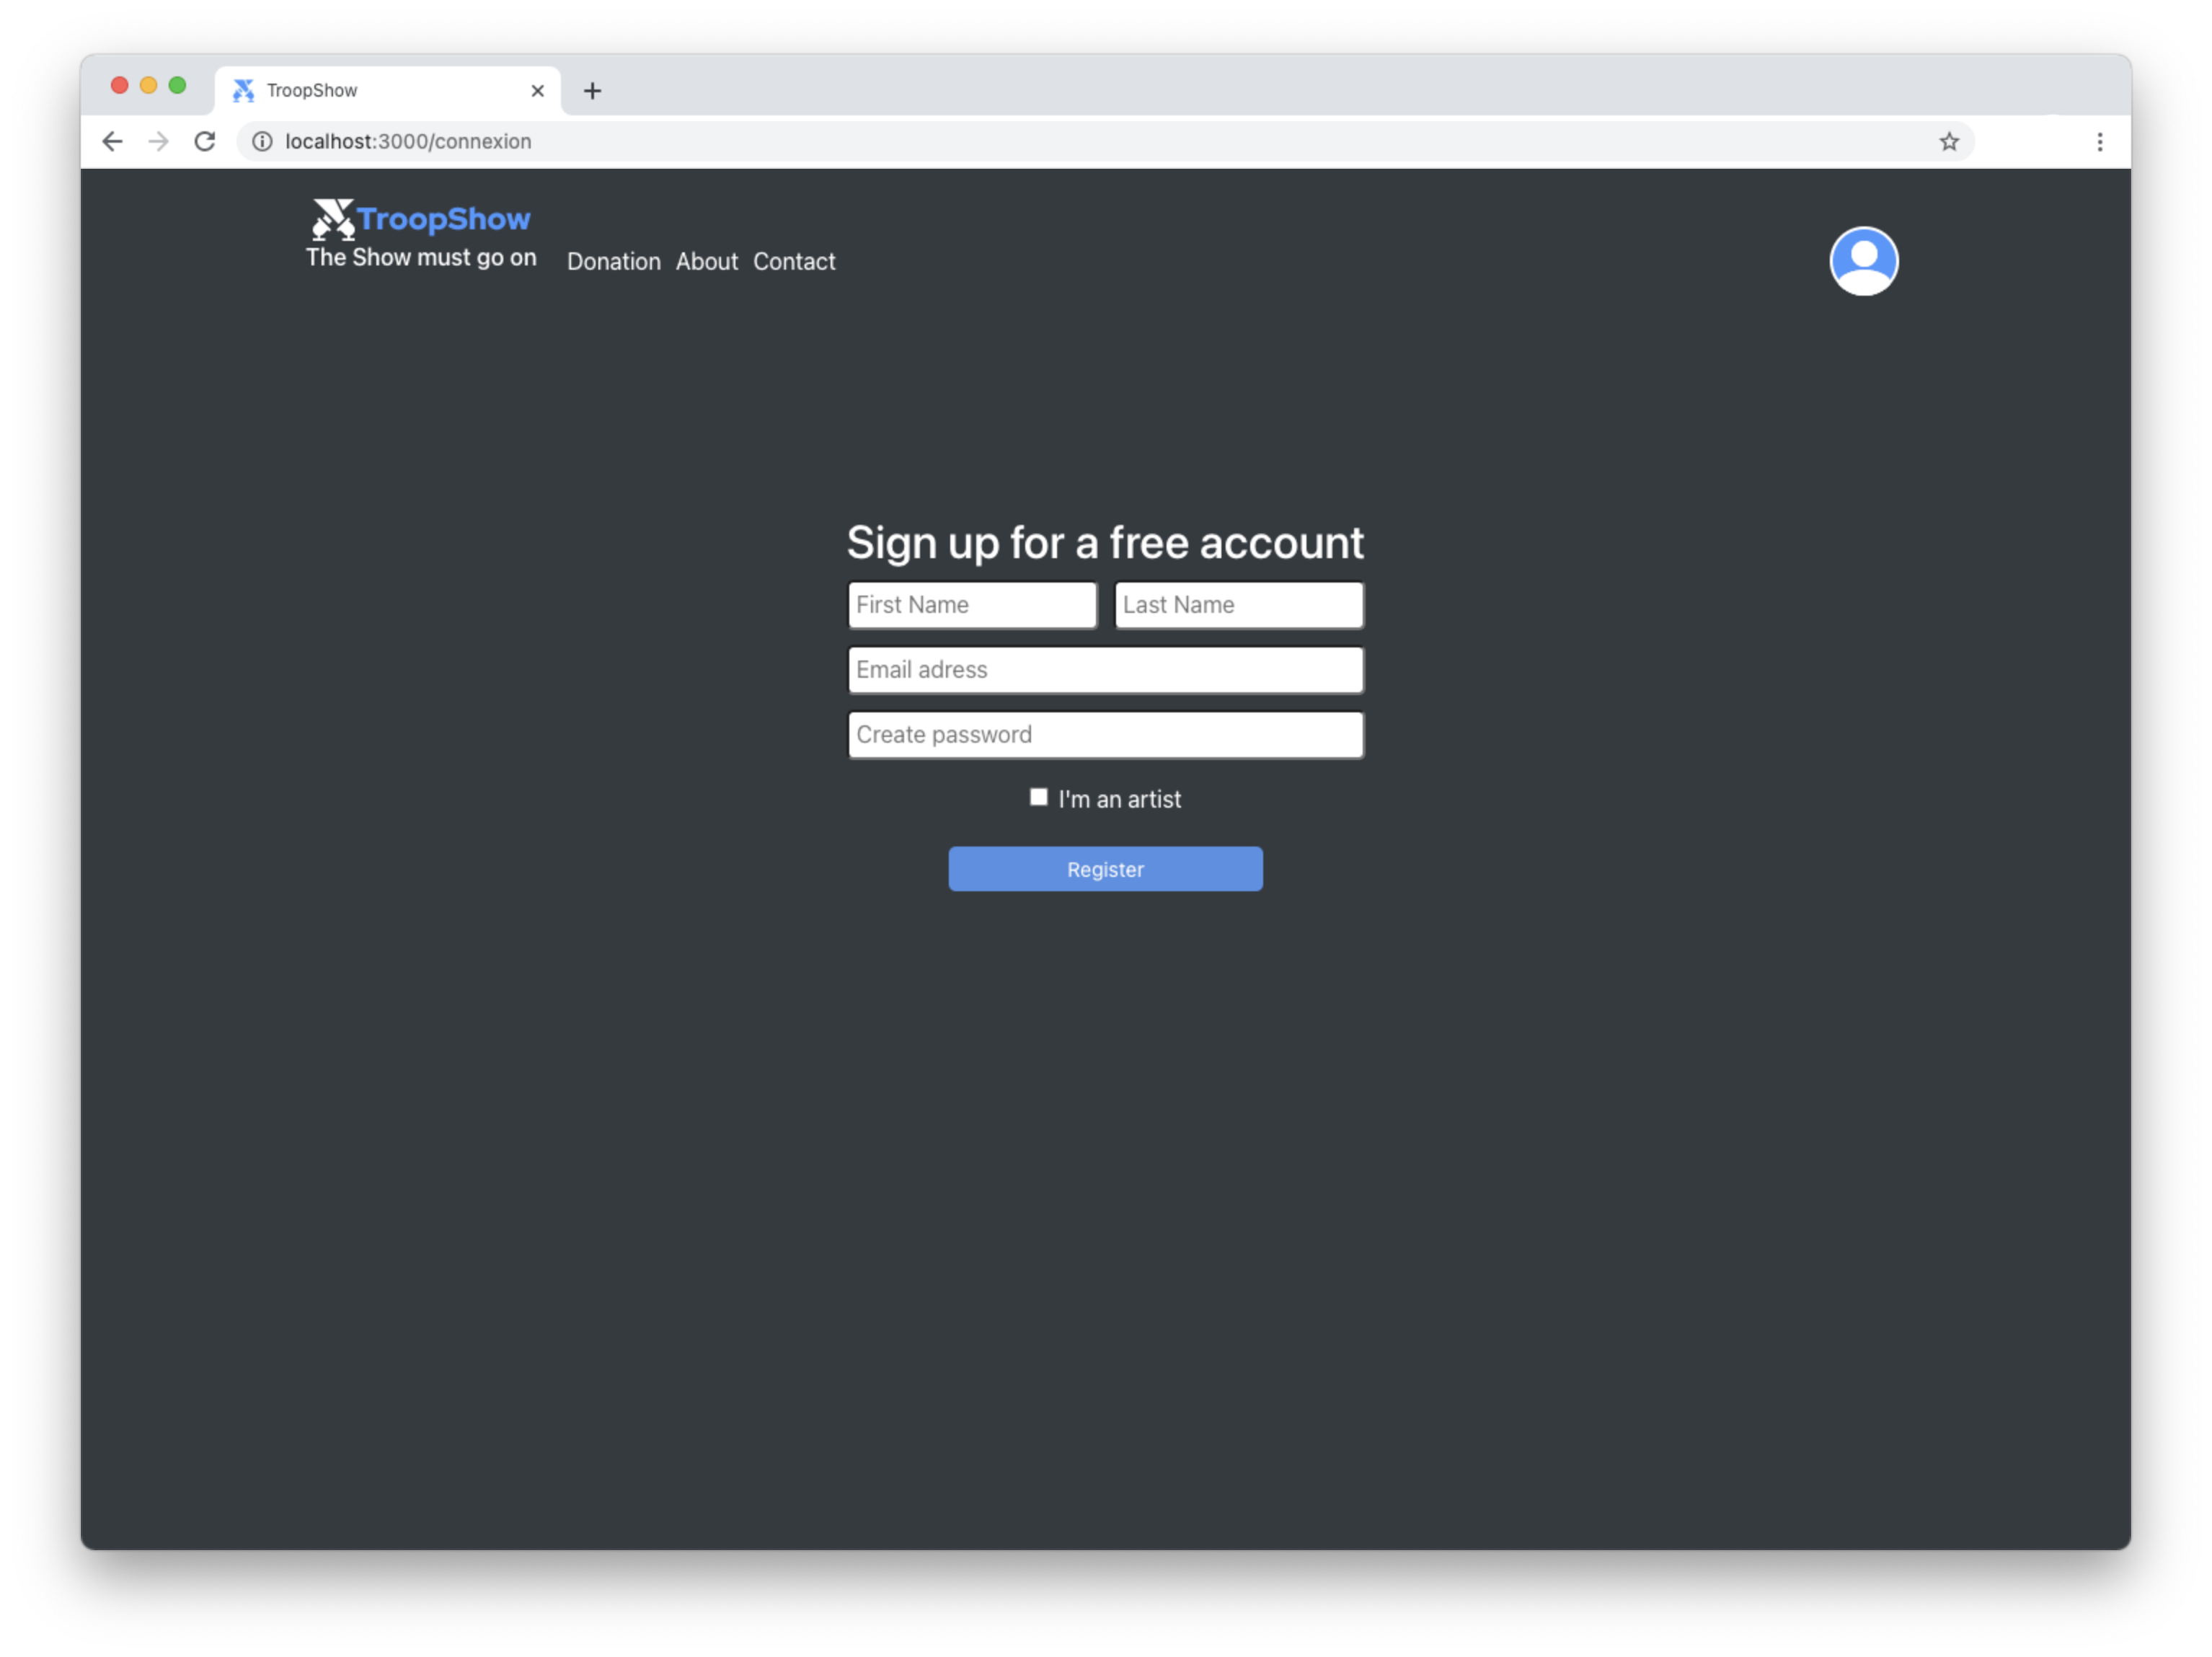 TroopShow
localhost:3000/connexion
TroopShow
The Show must go on
Donation About Contact
Sign up for a free account
First Name Last Name
Email adress
Create password
I'm an artist
Register